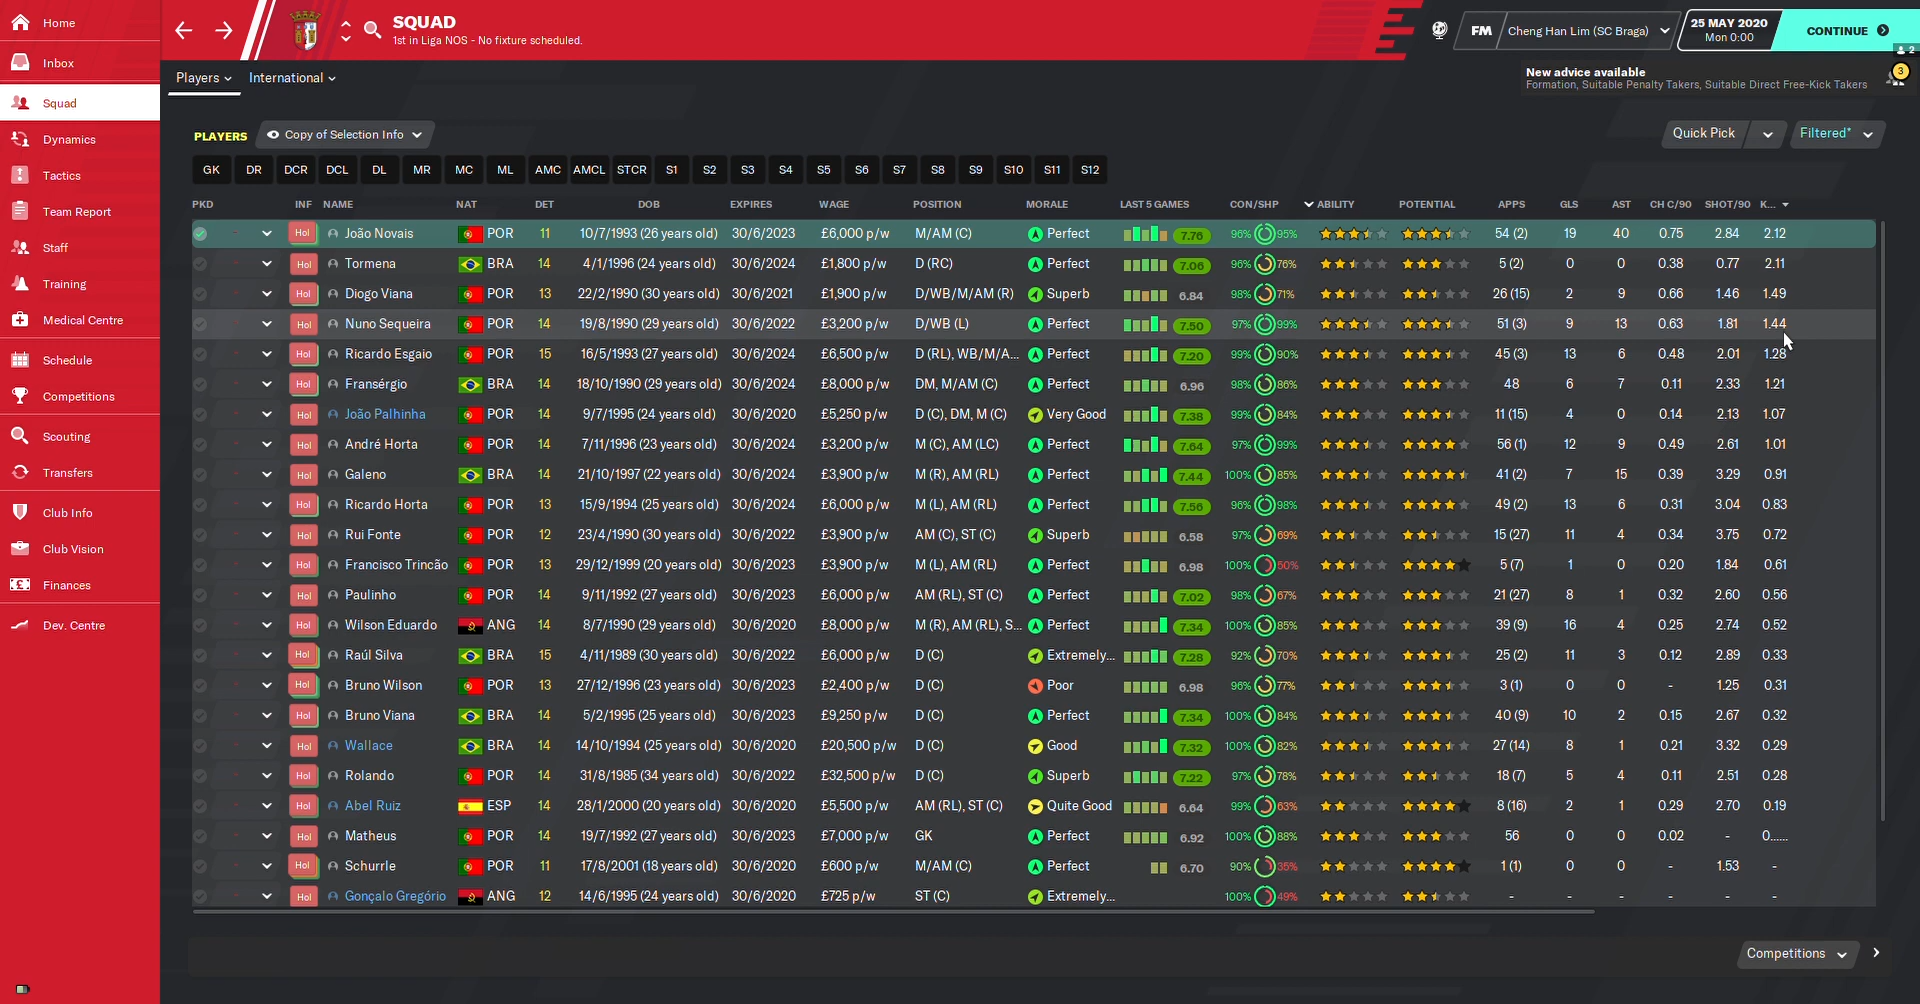 Home
Inbox
Squad
Dynamics
Tactics
Team Report
Staff
Training
Medical Centre
Schedule
Competitions
Scouting
Transfers
Club Info
Club Vision
Finances
Dev. Centre
SQUAD
1st in Liga NOS - No fixture scheduled.
FM Cheng Han Lim (SC Braga)
25 MAY 2020
Mon 0:00
CONTINUE
2
Players International
New advice available
Formation, Suitable Penalty Takers, Suitable Direct Free-Kick Takers
3
PLAYERS Copy of Selection Info Quick Pick Filtered*
GK DR DCR DCL DL MR MC ML AMC AMCL STCR S1 S2 S3 S4 S5 S6 S7 S8 S9 S10 S11 S12
PKD INF NAME NAT DET DOB EXPIRES WAGE POSITION MORALE LAST 5 GAMES CON/SHP ABILITY POTENTIAL APPS GLS AST CH C/90 SHOT/90 K...
Hol João Novais POR 11 10/7/1993 (26 years old) 30/6/2023 £6,000 p/w M/AM (C) Perfect 7.76 96% 95% 54 (2) 19 40 0.75 2.84 2.12
Hol Tormena BRA 14 4/1/1996 (24 years old) 30/6/2024 £1,800 p/w D (RC) Perfect 7.06 96% 76% 5 (2) 0 0 0.38 0.77 2.11
Hol Diogo Viana POR 13 22/2/1990 (30 years old) 30/6/2021 £1,900 p/w D/WB/M/AM (R) Superb 6.84 98% 71% 26 (15) 2 9 0.66 1.46 1.49
Hol Nuno Sequeira POR 14 19/8/1990 (29 years old) 30/6/2022 £3,200 p/w D/WB (L) Perfect 7.50 97% 99% 51 (3) 9 13 0.63 1.81 1.44
Hol Ricardo Esgaio POR 15 16/5/1993 (27 years old) 30/6/2024 £6,500 p/w D (RL), WB/M/A... Perfect 7.20 99% 90% 45 (3) 13 6 0.48 2.01 1.28
Hol Fransérgio BRA 14 18/10/1990 (29 years old) 30/6/2024 £8,000 p/w DM, M/AM (C) Perfect 6.96 98% 86% 48 6 7 0.11 2.33 1.21
Hol João Palhinha POR 14 9/7/1995 (24 years old) 30/6/2020 £5,250 p/w D (C), DM, M (C) Very Good 7.38 99% 84% 11 (15) 4 0 0.14 2.13 1.07
Hol André Horta POR 14 7/11/1996 (23 years old) 30/6/2024 £3,200 p/w M (C), AM (LC) Perfect 7.64 97% 99% 56 (1) 12 9 0.49 2.61 1.01
Hol Galeno BRA 14 21/10/1997 (22 years old) 30/6/2024 £3,900 p/w M (R), AM (RL) Perfect 7.44 100% 85% 41 (2) 7 15 0.39 3.29 0.91
Hol Ricardo Horta POR 13 15/9/1994 (25 years old) 30/6/2024 £6,000 p/w M (L), AM (RL) Perfect 7.56 96% 98% 49 (2) 13 6 0.31 3.04 0.83
Hol Rui Fonte POR 12 23/4/1990 (30 years old) 30/6/2022 £3,900 p/w AM (C), ST (C) Superb 6.58 97% 69% 15 (27) 11 4 0.34 3.75 0.72
Hol Francisco Trincão POR 13 29/12/1999 (20 years old) 30/6/2023 £3,900 p/w M (L), AM (RL) Perfect 6.98 100% 50% 5 (7) 1 0 0.20 1.84 0.61
Hol Paulinho POR 14 9/11/1992 (27 years old) 30/6/2023 £6,000 p/w AM (RL), ST (C) Perfect 7.02 98% 67% 21 (27) 8 1 0.32 2.60 0.56
Hol Wilson Eduardo ANG 14 8/7/1990 (29 years old) 30/6/2023 £8,000 p/w M (R), AM (RL), S... Perfect 7.34 100% 85% 39 (9) 16 4 0.25 2.74 0.52
Hol Raúl Silva BRA 15 4/11/1989 (30 years old) 30/6/2022 £6,000 p/w D (C) Extremely... 7.28 92% 70% 25 (2) 11 3 0.12 2.89 0.33
Hol Bruno Wilson POR 13 27/12/1996 (23 years old) 30/6/2023 £2,400 p/w D (C) Poor 6.98 96% 77% 3 (1) 0 0 - 1.25 0.31
Hol Bruno Viana BRA 14 5/2/1995 (25 years old) 30/6/2023 £9,250 p/w D (C) Perfect 7.34 100% 84% 40 (9) 10 2 0.15 2.67 0.32
Hol Wallace BRA 14 14/10/1994 (25 years old) 30/6/2020 £20,500 p/w D (C) Good 7.32 100% 82% 27 (14) 8 1 0.21 3.32 0.29
Hol Rolando POR 14 31/8/1985 (34 years old) 30/6/2022 £32,500 p/w D (C) Superb 7.22 97% 78% 18 (7) 5 4 0.11 2.51 0.28
Hol Abel Ruiz ESP 14 28/1/2000 (20 years old) 30/6/2020 £5,500 p/w AM (RL), ST (C) Quite Good 6.64 99% 63% 8 (16) 2 1 0.29 2.70 0.19
Hol Matheus POR 14 19/7/1992 (27 years old) 30/6/2023 £7,000 p/w GK Perfect 6.92 100% 88% 56 0 0 0.02 - 0......
Hol Schurrle POR 11 17/8/2001 (18 years old) 30/6/2020 £600 p/w M/AM (C) Perfect 6.70 90% 35% 1 (1) 0 0 - 1.53 -
Hol Gonçalo Gregório ANG 12 14/6/1995 (24 years old) 30/6/2020 £725 p/w ST (C) Extremely... 100% 49% - - - - - -
Competitions